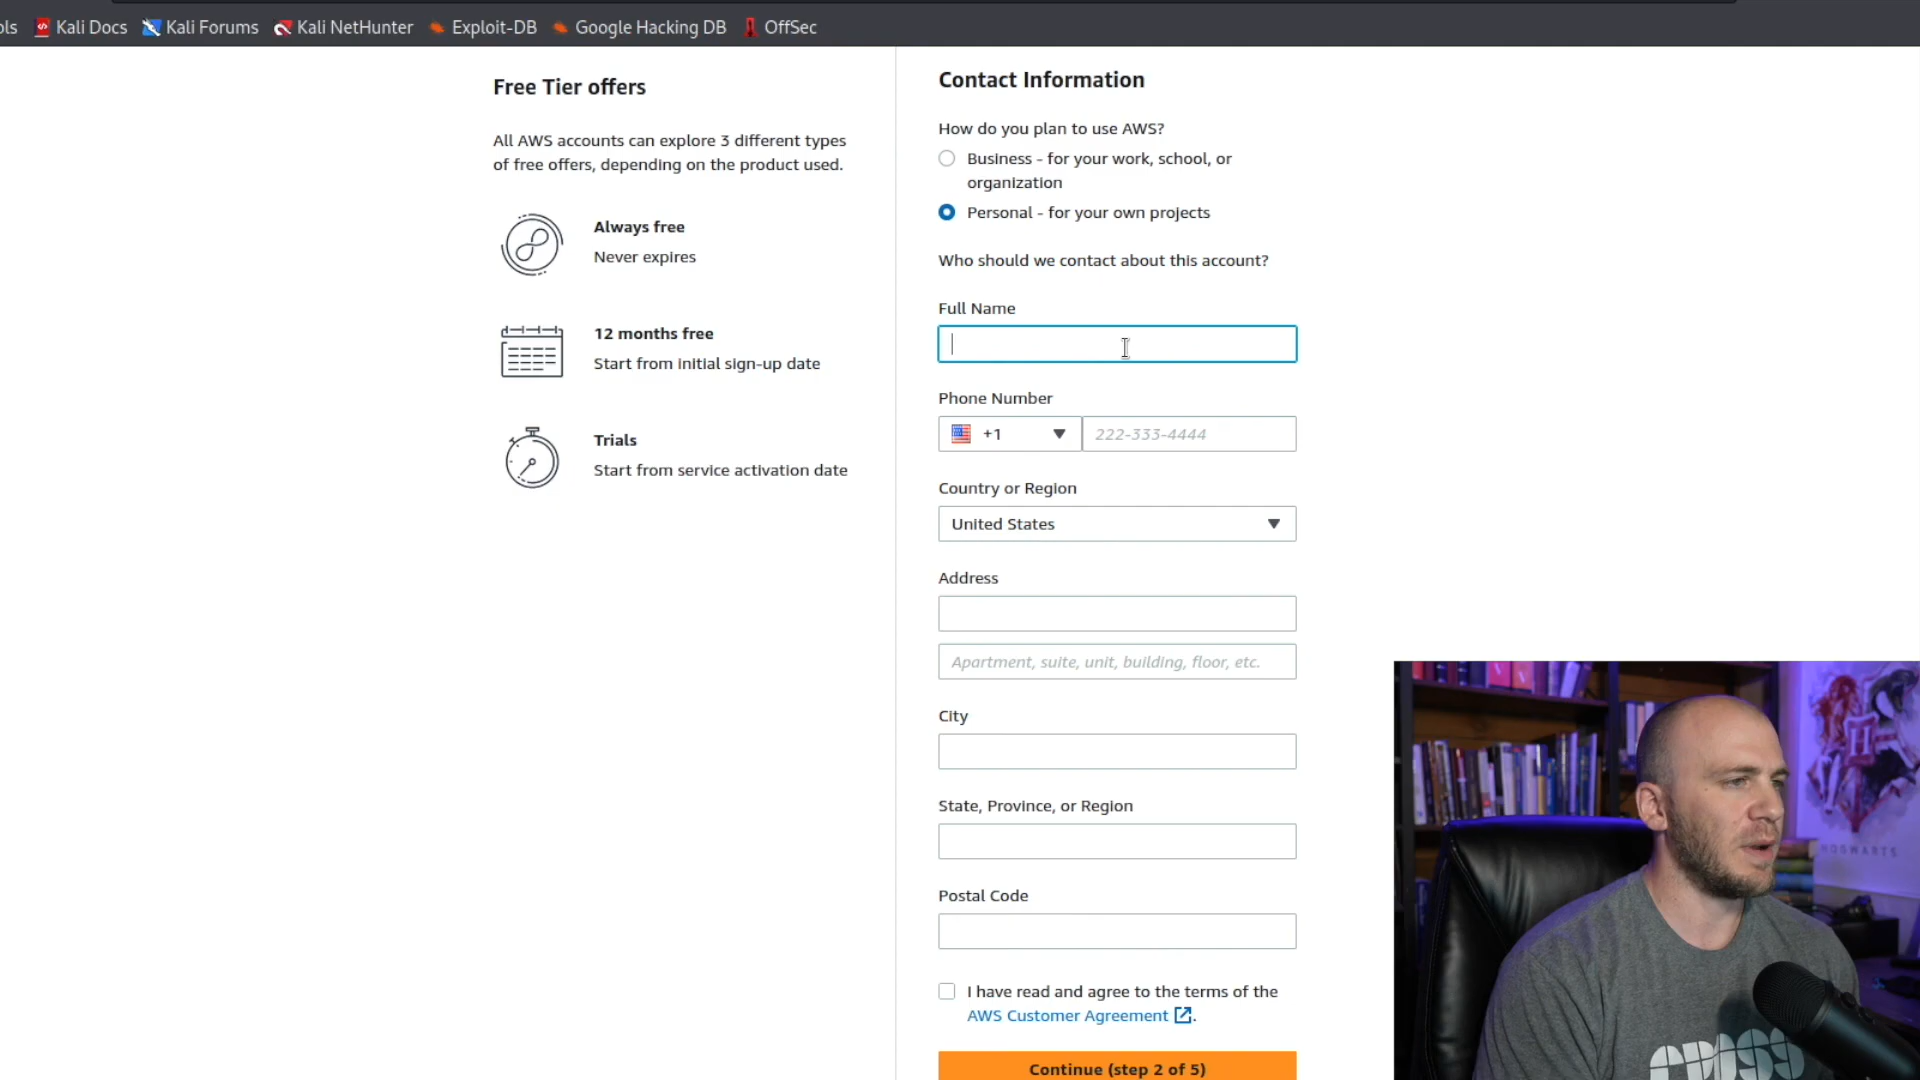 ols Kali Docs Kali Forums Kali NetHunter Exploit-DB Google Hacking DB OffSec
Free Tier offers
All AWS accounts can explore 3 different types
of free offers, depending on the product used.
Always free
Never expires
12 months free
Start from initial sign-up date
Trials
Start from service activation date
Contact Information
How do you plan to use AWS?
Business - for your work, school, or
organization
Personal - for your own projects
Who should we contact about this account?
Full Name
Phone Number
+1 222-333-4444
Country or Region
United States
Address
Apartment, suite, unit, building, floor, etc.
City
State, Province, or Region
Postal Code
I have read and agree to the terms of the
AWS Customer Agreement .
Continue (step 2 of 5)
HOGWARTS